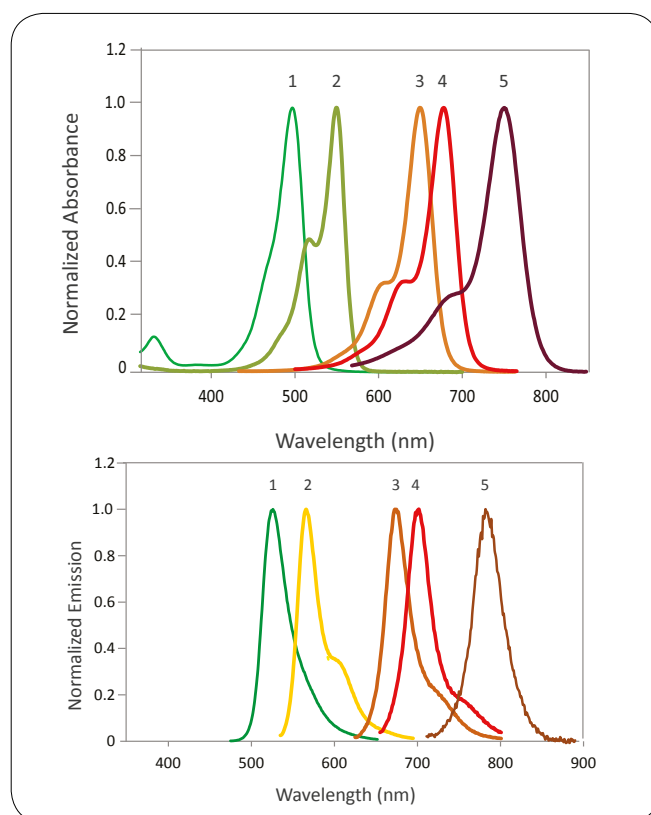 1.2
1 2 3 4 5
1.0
0.8
0.6
0.4
0.2
0
400 500 600 700 800
Normalized Absorbance
Wavelength (nm)
1.2
1 2 3 4 5
1.0
0.8
0.6
0.4
0.2
0
400 500 600 700 800 900
Normalized Emission
Wavelength (nm)